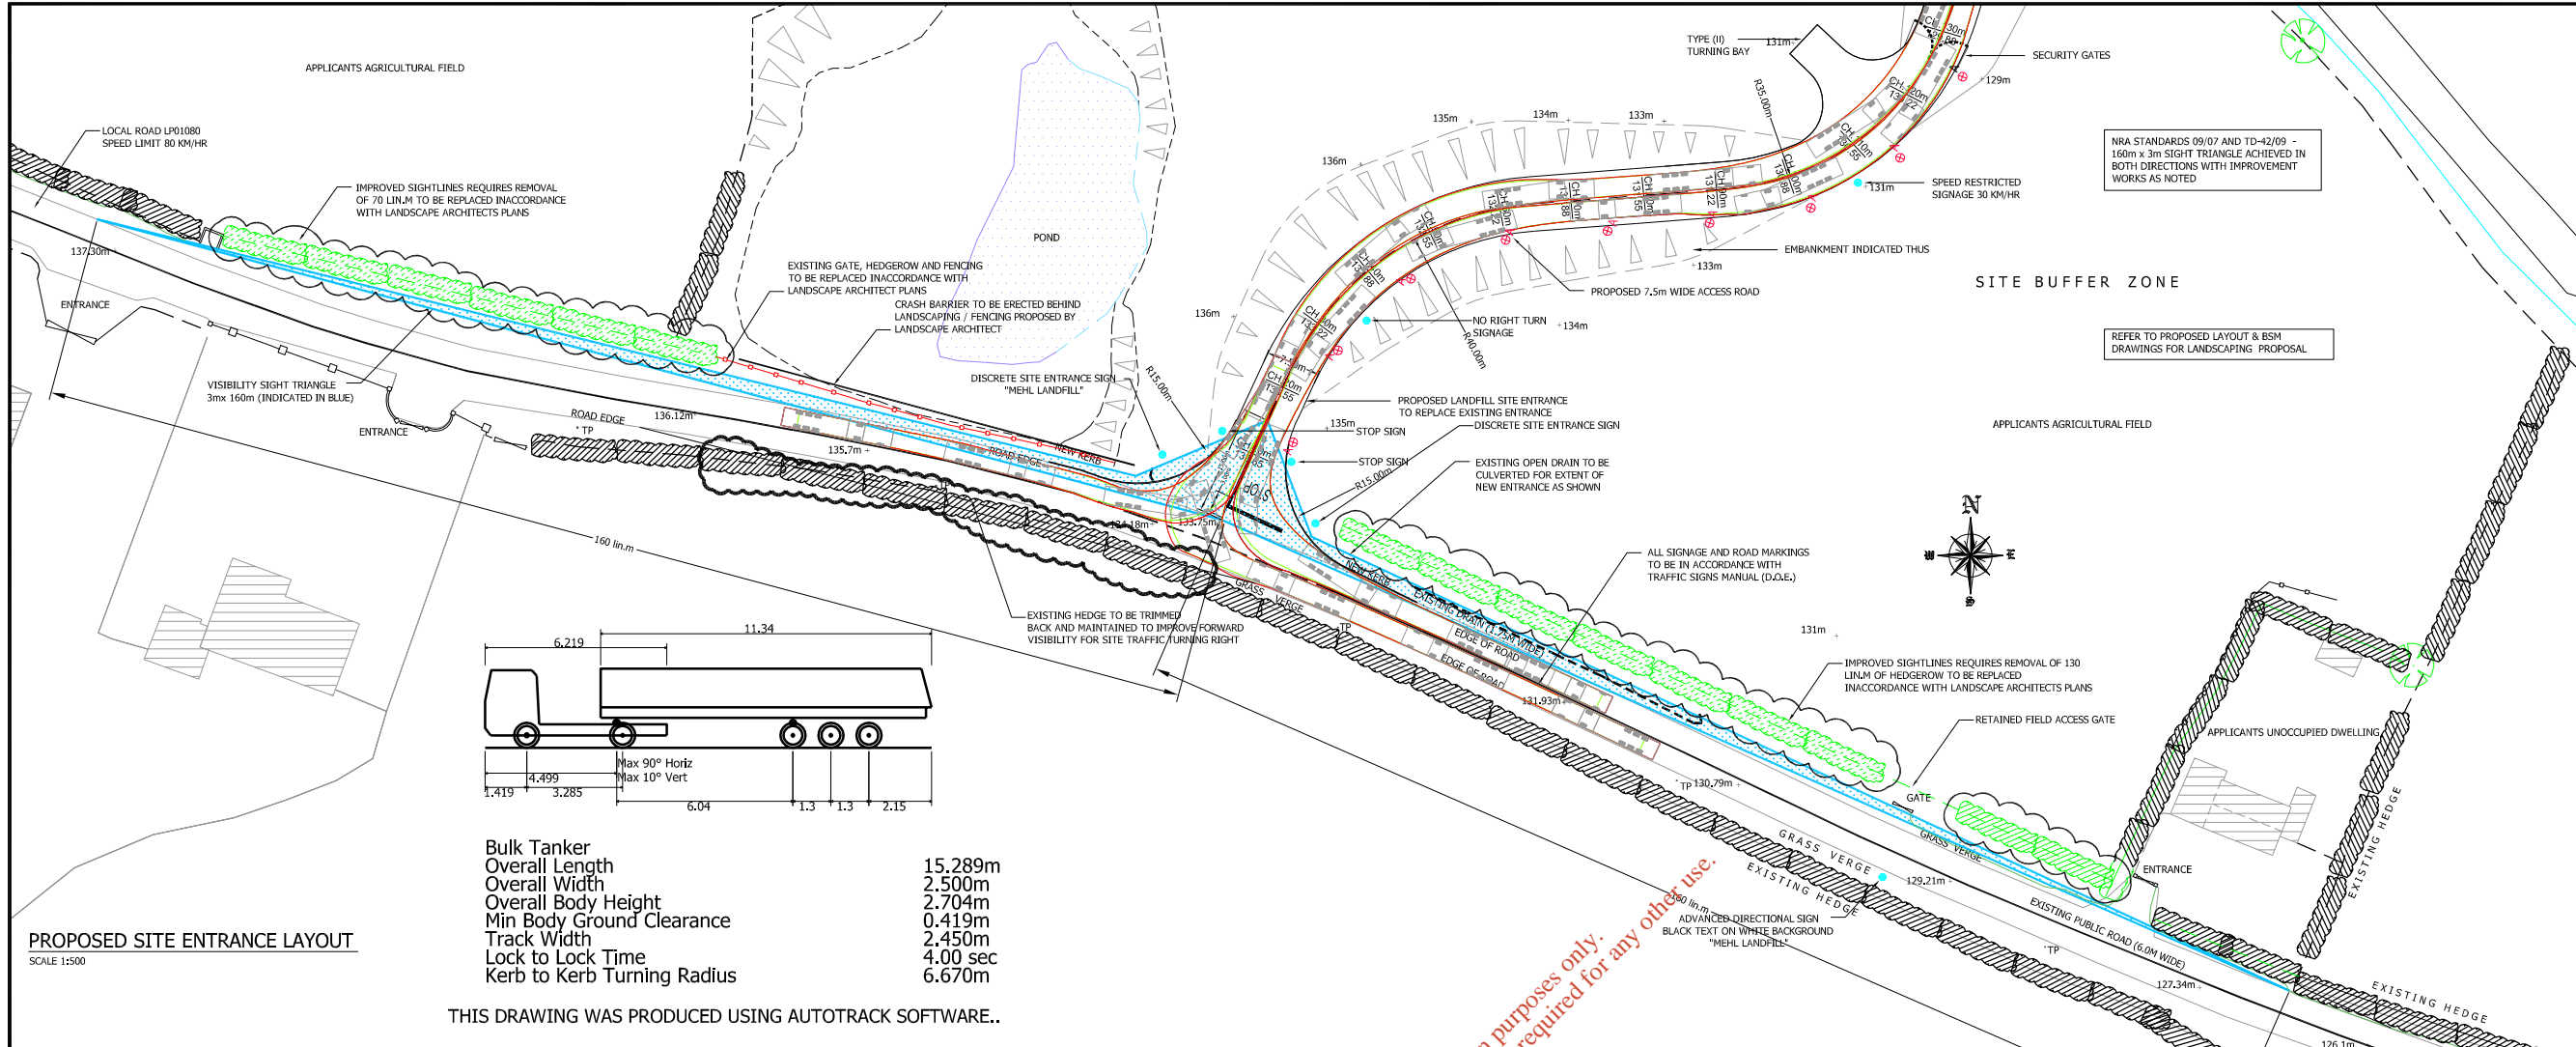 APPLICANTS AGRICULTURAL FIELD
LOCAL ROAD LP01080
SPEED LIMIT 80 KM/HR
IMPROVED SIGHTLINES REQUIRES REMOVAL
OF 70 LIN.M TO BE REPLACED INACCORDANCE
WITH LANDSCAPE ARCHITECTS PLANS
137.30m
ENTRANCE
VISIBILITY SIGHT TRIANGLE
3mx 160m (INDICATED IN BLUE)
ENTRANCE
ROAD EDGE
TP
136.12m
135.7m
EXISTING GATE, HEDGEROW AND FENCING
TO BE REPLACED INACCORDANCE WITH
LANDSCAPE ARCHITECT PLANS
CRASH BARRIER TO BE ERECTED BEHIND
LANDSCAPING / FENCING PROPOSED BY
LANDSCAPE ARCHITECT
POND
DISCRETE SITE ENTRANCE SIGN
"MEHL LANDFILL"
R15.00m
NEW KERB
ROAD EDGE
133.75m
160 lin.m
EXISTING HEDGE TO BE TRIMMED
BACK AND MAINTAINED TO IMPROVE FORWARD
VISIBILITY FOR SITE TRAFFIC TURNING RIGHT
TYPE (II)
TURNING BAY
131m
SECURITY GATES
129m
R35.00m
135m
134m
133m
136m
136m
131m
SPEED RESTRICTED
SIGNAGE 30 KM/HR
EMBANKMENT INDICATED THUS
133m
PROPOSED 7.5m WIDE ACCESS ROAD
NO RIGHT TURN
SIGNAGE
134m
R40.00m
PROPOSED LANDFILL SITE ENTRANCE
TO REPLACE EXISTING ENTRANCE
135m
STOP SIGN
DISCRETE SITE ENTRANCE SIGN
STOP SIGN
STOP
R15.00m
EXISTING OPEN DRAIN TO BE
CULVERTED FOR EXTENT OF
NEW ENTRANCE AS SHOWN
NRA STANDARDS 09/07 AND TD-42/09 -
160m x 3m SIGHT TRIANGLE ACHIEVED IN
BOTH DIRECTIONS WITH IMPROVEMENT
WORKS AS NOTED
SITE BUFFER ZONE
REFER TO PROPOSED LAYOUT & BSM
DRAWINGS FOR LANDSCAPING PROPOSAL
APPLICANTS AGRICULTURAL FIELD
N
ALL SIGNAGE AND ROAD MARKINGS
TO BE IN ACCORDANCE WITH
TRAFFIC SIGNS MANUAL (D.O.E.)
NEW KERB
EXISTING DRAIN (1.75M WIDE)
EDGE OF ROAD
EDGE OF ROAD
GRASS VERGE
TP
131.93m
131m
IMPROVED SIGHTLINES REQUIRES REMOVAL OF 130
LIN.M OF HEDGEROW TO BE REPLACED
INACCORDANCE WITH LANDSCAPE ARCHITECTS PLANS
RETAINED FIELD ACCESS GATE
APPLICANTS UNOCCUPIED DWELLING
GATE
GRASS VERGE
ENTRANCE
EXISTING HEDGE
TP
130.79m
GRASS VERGE
EXISTING HEDGE
129.21m
ADVANCED DIRECTIONAL SIGN
BLACK TEXT ON WHITE BACKGROUND
"MEHL LANDFILL"
EXISTING PUBLIC ROAD (6.0M WIDE)
TP
127.34m
EXISTING HEDGE
126.1m
6.219
11.34
Max 90° Horiz
Max 10° Vert
4.499
1.419
3.285
6.04
1.3
1.3
2.15
Bulk Tanker
Overall Length 15.289m
Overall Width 2.500m
Overall Body Height 2.704m
Min Body Ground Clearance 0.419m
Track Width 2.450m
Lock to Lock Time 4.00 sec
Kerb to Kerb Turning Radius 6.670m
THIS DRAWING WAS PRODUCED USING AUTOTRACK SOFTWARE..
PROPOSED SITE ENTRANCE LAYOUT
SCALE 1:500
purposes only.
required for any other use.